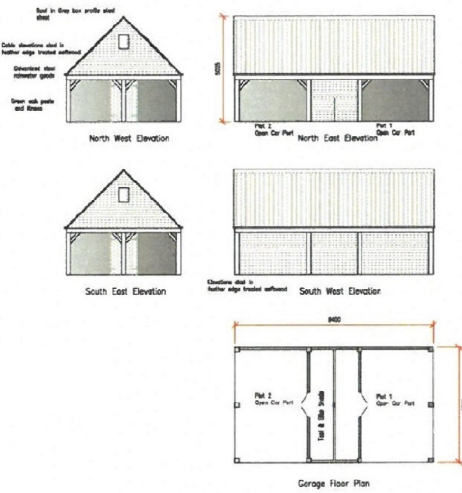 Roof in Grey box profile steel
sheet
Gable elevations clad in
feather edge treated softwood
Galvanised steel
rainwater goods
Green oak posts
and braces
North West Elevation
5055
Plot 2
Open Car Port
Plot 1
Open Car Port
North East Elevation
South East Elevation
Elevations clad in
feather edge treated softwood
South West Elevation
8400
Plot 2
Open Car Port
Tool & Bike Sheds
Plot 1
Open Car Port
Garage Floor Plan